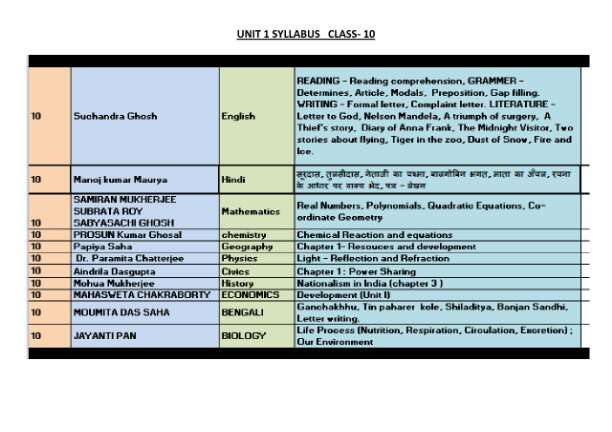 UNIT 1 SYLLABUS CLASS- 10
10 Suchandra Ghosh English READING – Reading comprehension, GRAMMER –
Determines, Article, Modals, Preposition, Gap filling.
WRITING – Formal letter, Complaint letter. LITERATURE –
Letter to God, Nelson Mandela, A triumph of surgery, A
Thief's story, Diary of Anna Frank, The Midnight Visitor, Two
stories about flying, Tiger in the zoo, Dust of Snow, Fire and
Ice.
10 Manoj kumar Maurya Hindi सूरदास, तुलसीदास, नेताजी का चश्मा, बालगोबिन भगत, माता का अँचल, रचना
के आधार पर वाक्य भेद, पत्र - लेखन
10 SAMIRAN MUKHERJEE
SUBRATA ROY
SABYASACHI GHOSH Mathematics Real Numbers, Polynomials, Quadratic Equations, Co-
ordinate Geometry
10 PROSUN Kumar Ghosal chemistry Chemical Reaction and equations
10 Papiya Saha Geography Chapter 1- Resouces and development
10 Dr. Paramita Chatterjee Physics Light - Reflection and Refraction
10 Aindrila Dasgupta Civics Chapter 1 : Power Sharing
10 Mohua Mukherjee History Nationalism in India (chapter 3 )
10 MAHASWETA CHAKRABORTY ECONOMICS Development (Unit I)
10 MOUMITA DAS SAHA BENGALI Ganchakhhu, Tin paharer kole, Shiladitya, Banjan Sandhi,
Letter writing.
10 JAYANTI PAN BIOLOGY Life Process (Nutrition, Respiration, Circulation, Excretion) ;
Our Environment